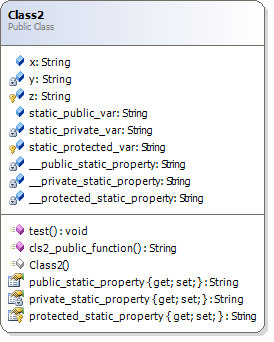 Class2
Public Class
x: String
y: String
z: String
static_public_var: String
static_private_var: String
static_protected_var: String
__public_static_property: String
__private_static_property: String
__protected_static_property: String
test() : void
cls2_public_function() : String
Class2()
public_static_property { get; set; } : String
private_static_property { get; set; } : String
protected_static_property { get; set; } : String